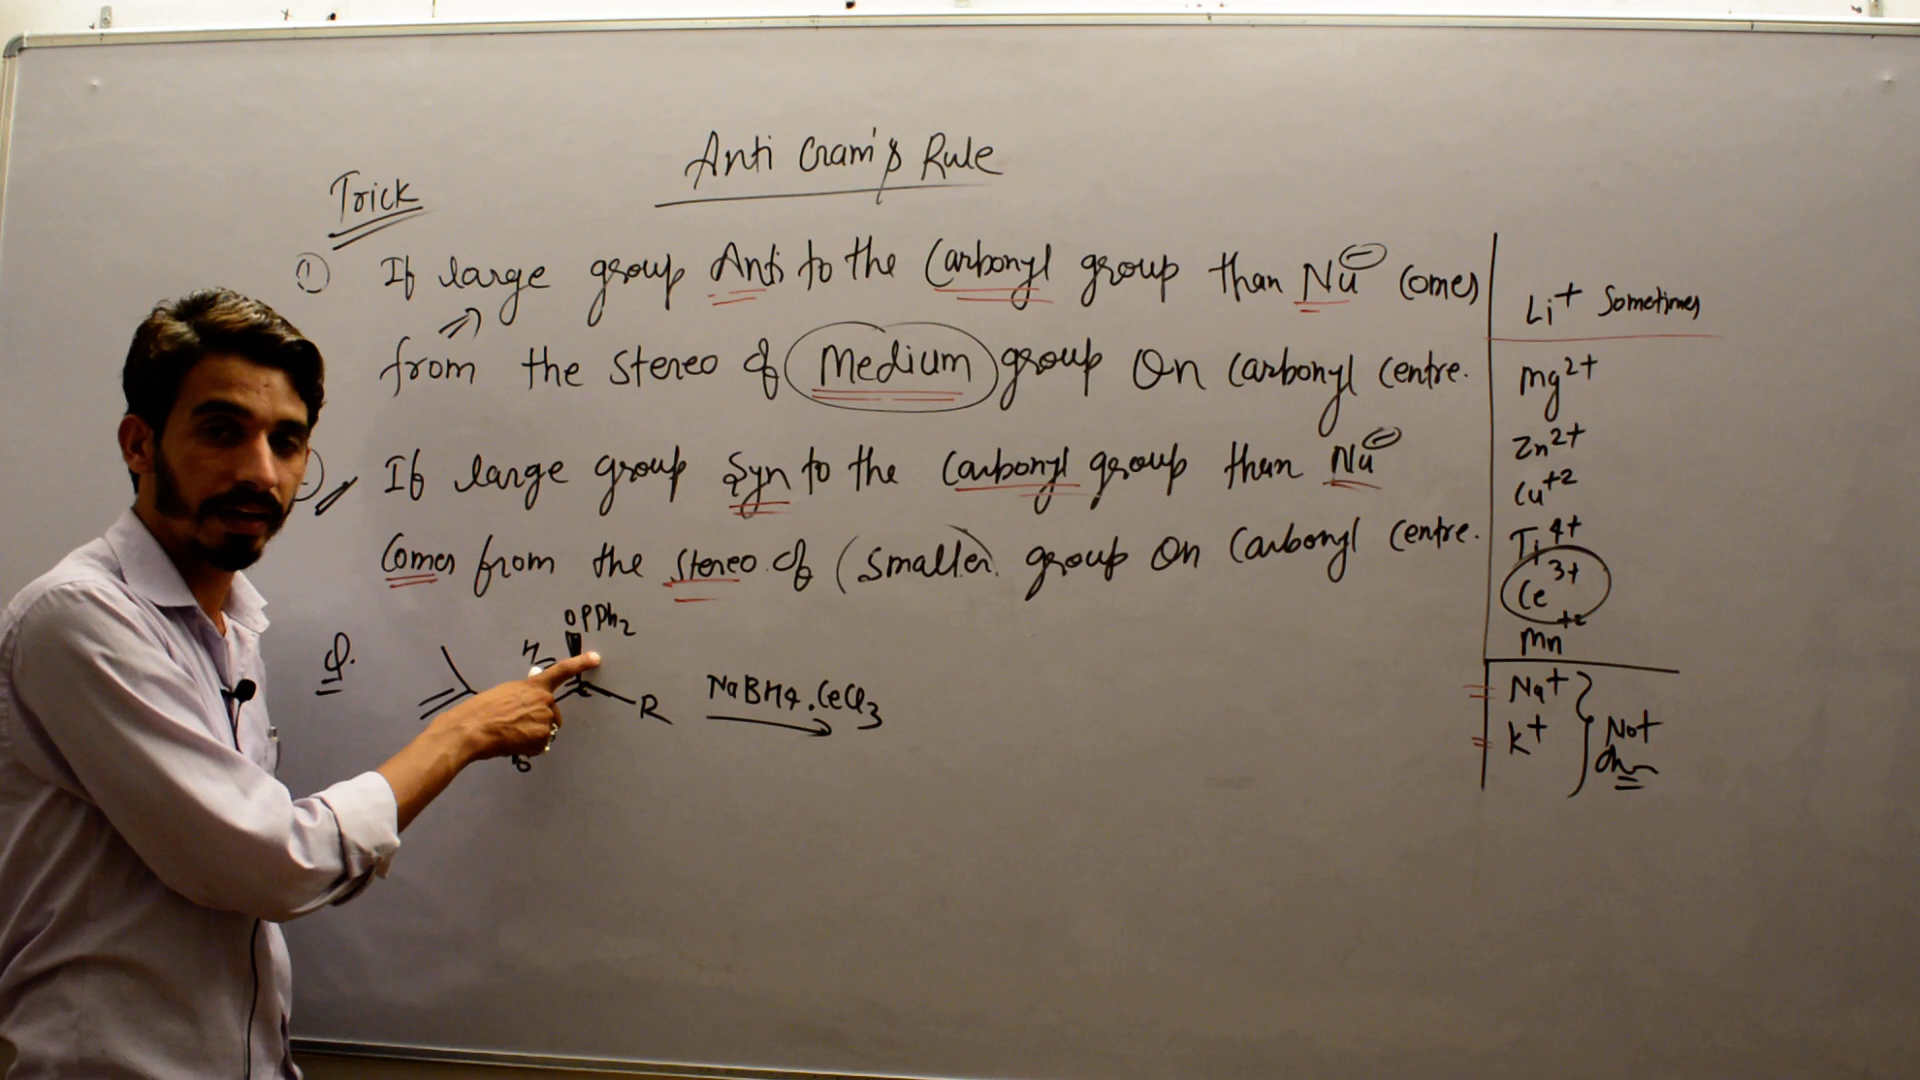 Anti Cram's Rule
Trick
① If large group Anti to the Carbonyl group than Nu⊖ Comes
from the stereo of Medium group On Carbonyl centre.
If large group Syn to the Carbonyl group than Nu⊖
Comes from the stereo of (Smaller) group On Carbonyl centre.
Q.
OPPh2
H
R
NaBH4.CeCl3
Li+ Sometimes
Mg2+
Zn2+
Cu+2
Ti4+
Ce3+
Mn+2
Na+
K+
Not